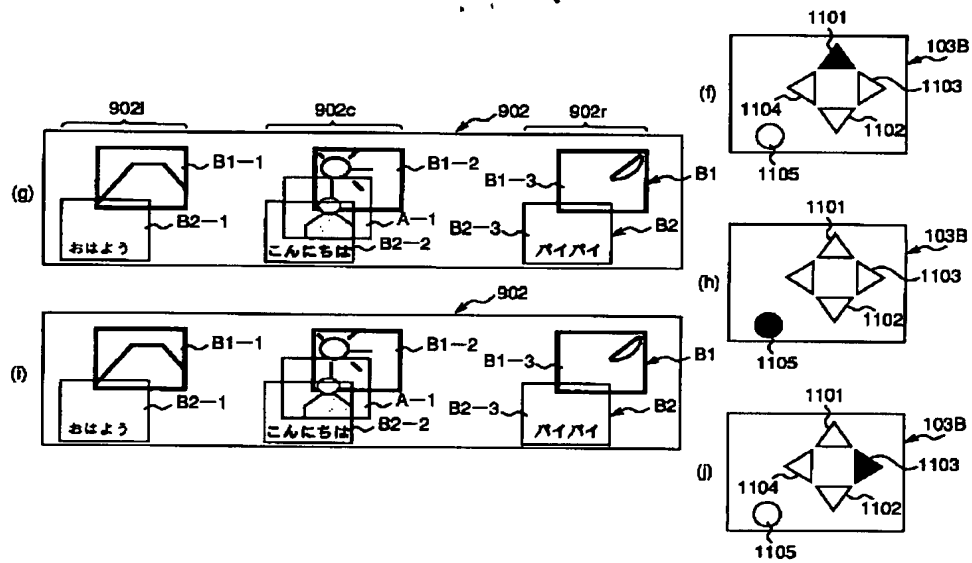 1101
103B
(f)
1103
1104
1102
1105
902l
902c
902
902r
(g)
B1-1
B1-2
B1-3
B1
B2-1
A-1
B2-3
B2
おはよう
こんにちは
B2-2
バイバイ
1101
103B
(h)
1103
1102
1105
902
(i)
B1-1
B1-2
B1-3
B1
B2-1
A-1
B2-3
B2
おはよう
こんにちは
B2-2
バイバイ
1101
103B
(j)
1103
1104
1102
1105